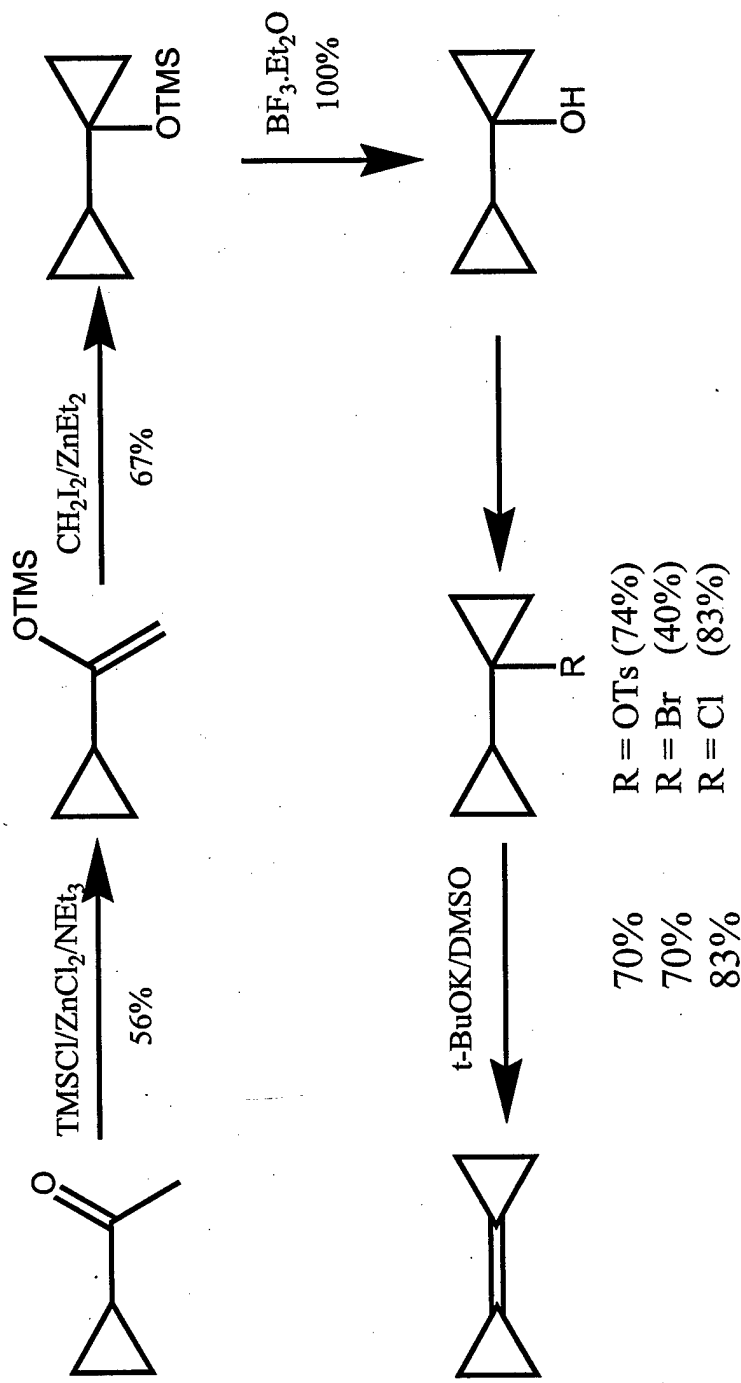 O
TMSCl/ZnCl2/NEt3
56%
OTMS
CH2I2/ZnEt2
67%
OTMS
BF3.Et2O
100%
OH
R
R = OTs (74%)
R = Br (40%)
R = Cl (83%)
t-BuOK/DMSO
70%
70%
83%